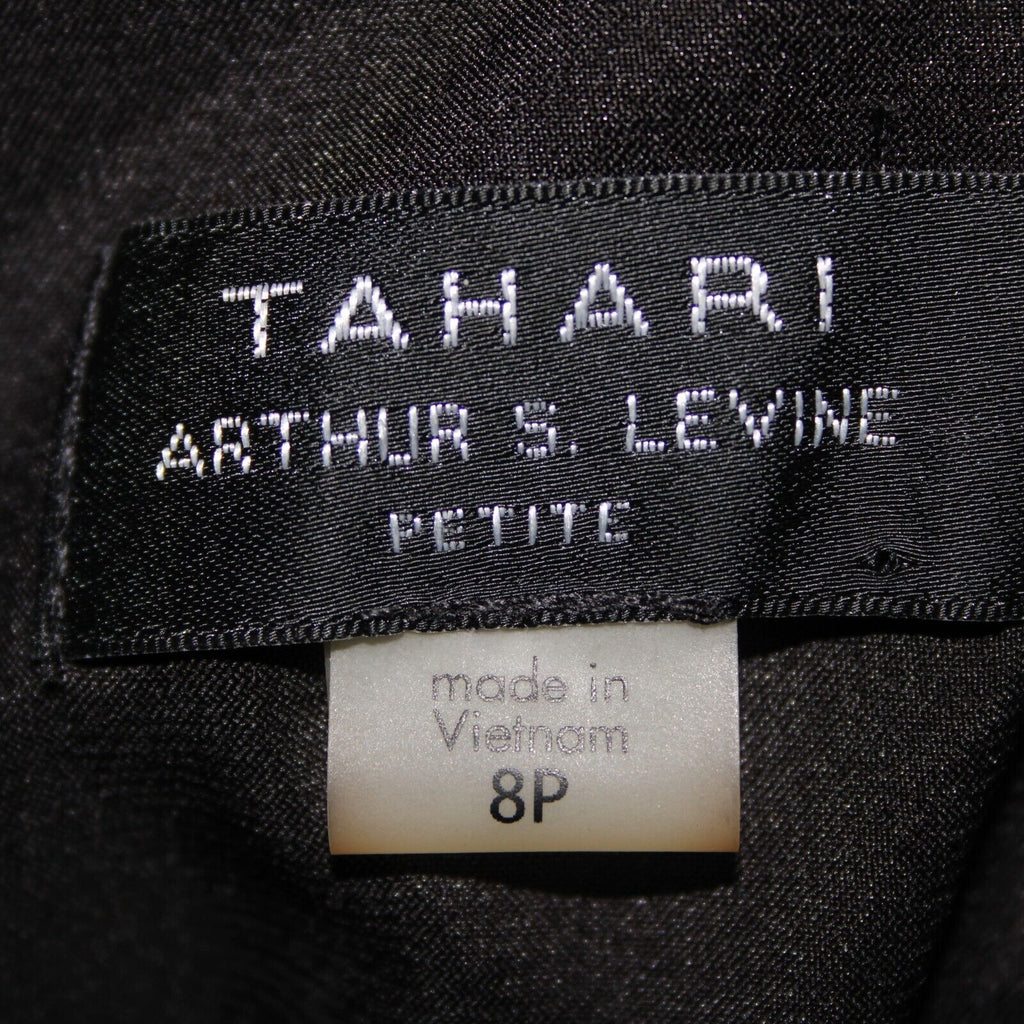 TAHARI
ARTHUR S. LEVINE
PETITE
made in
Vietnam
8P